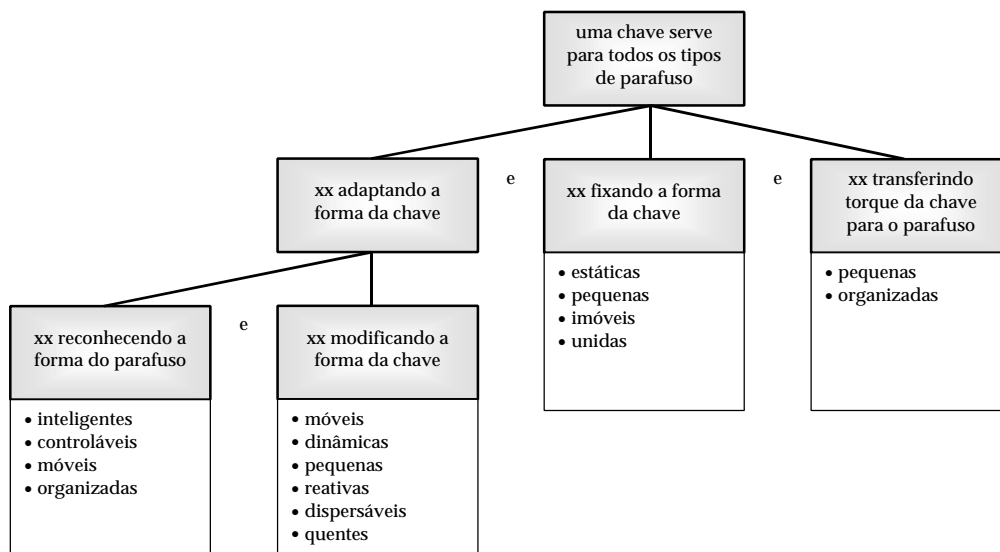 uma chave serve
para todos os tipos
de parafuso
xx adaptando a
forma da chave
e
xx fixando a forma
da chave
e
xx transferindo
torque da chave
para o parafuso
• estáticas
• pequenas
• imóveis
• unidas
• pequenas
• organizadas
xx reconhecendo a
forma do parafuso
e
xx modificando a
forma da chave
• inteligentes
• controláveis
• móveis
• organizadas
• móveis
• dinâmicas
• pequenas
• reativas
• dispersáveis
• quentes